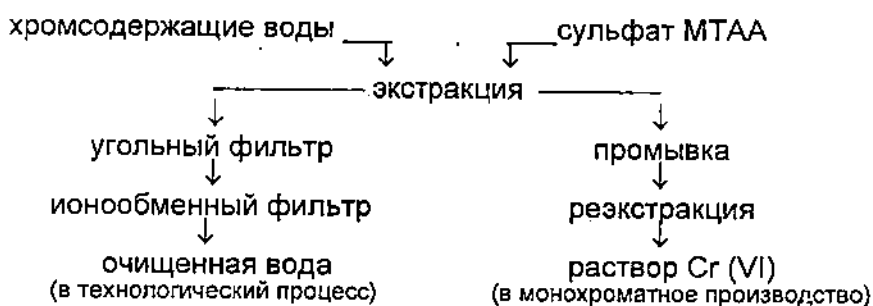 хромсодержащие воды сульфат МТАА
экстракция
угольный фильтр промывка
ионообменный фильтр реэкстракция
очищенная вода раствор Cr (VI)
(в технологический процесс) (в монохроматное производство)